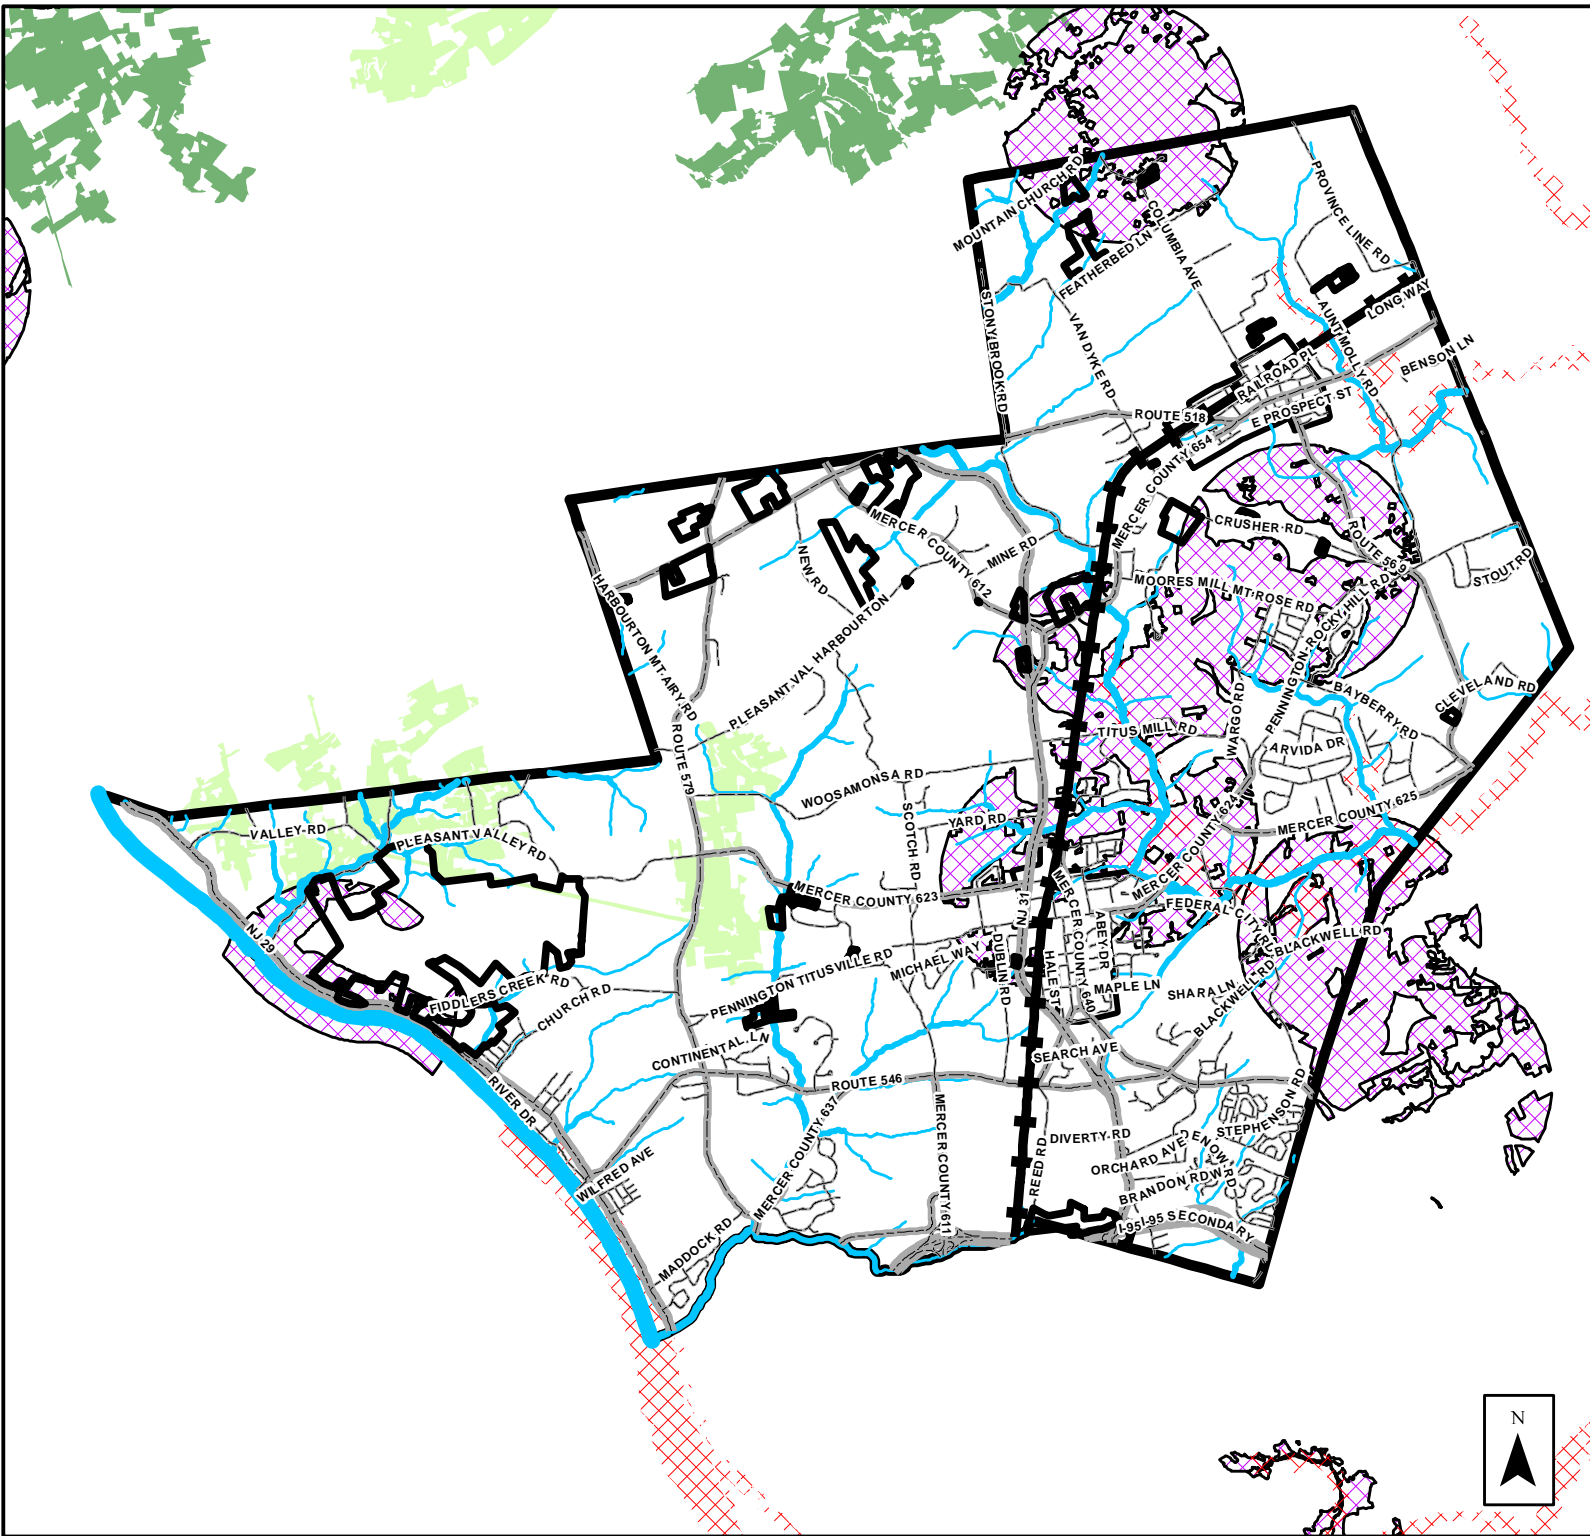 MOUNTAIN CHURCH RD
PROVINCE LINE RD
COLUMBIA AVE
FEATHERBED LN
STONY BROOK RD
VAN DYKE RD
LONG WAY
AUNT MOLLY RD
BENSON LN
RAILROAD PL
E PROSPECT ST
ROUTE 518
MERCER COUNTY 654
MERCER COUNTY 612
CRUSHER RD
ROUTE 569
MINE RD
NEW RD
STOUT RD
MOORES MILL MT ROSE RD
HARBOURTON MT AIRY RD
PLEASANT VAL HARBOURTON
PENNINGTON-ROCKY HILL RD
CLEVELAND RD
BAYBERRY RD
WARGO RD
TITUS MILL RD
ARVIDA DR
ROUTE 579
WOOSAMONSA RD
SCOTCH RD
YARD RD
MERCER COUNTY 625
MERCER COUNTY 624
VALLEY RD
PLEASANT VALLEY RD
MERCER COUNTY 623
NJ 31
MERCER COUNTY 640
ABEY DR
FEDERAL CITY RD
BLACKWELL RD
NJ 29
MICHAEL WAY
DUBLIN RD
HALE ST
PENNINGTON TITUSVILLE RD
FIDDLERS CREEK RD
CHURCH RD
MAPLE LN
SHARA LN
BLACKWELL RD
CONTINENTAL LN
SEARCH AVE
ROUTE 546
RIVER DR
MERCER COUNTY 637
MERCER COUNTY 611
REED RD
DIVERTY RD
STEPHENSON RD
DENOW RD
ORCHARD AVE
BRANDON RD W
WILFRED AVE
MADDOCK RD
I-95
I-95 SECONDARY
N